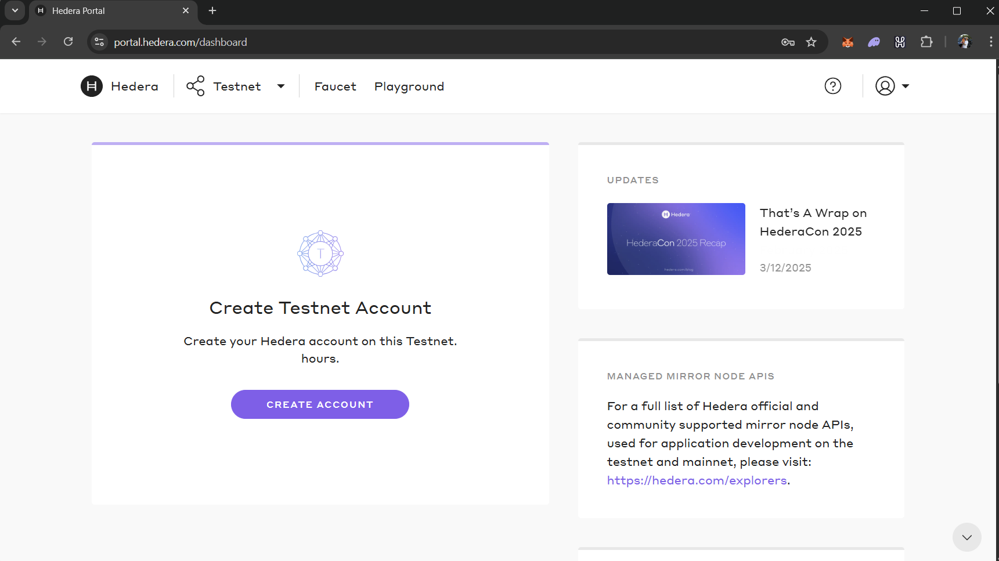 Hedera Portal
portal.hedera.com/dashboard
Hedera
Testnet
Faucet
Playground
T
Create Testnet Account
Create your Hedera account on this Testnet.
hours.
CREATE ACCOUNT
UPDATES
Hedera
HederaCon 2025 Recap
hedera.com/blog
That's A Wrap on
HederaCon 2025
3/12/2025
MANAGED MIRROR NODE APIS
For a full list of Hedera official and
community supported mirror node APIs,
used for application development on the
testnet and mainnet, please visit:
https://hedera.com/explorers.